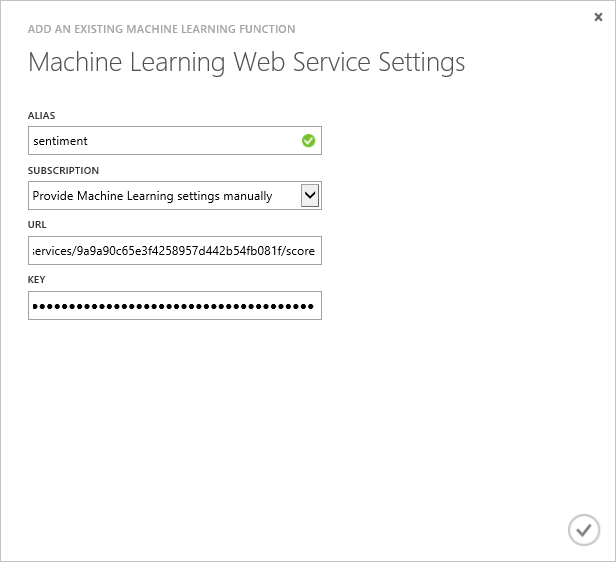 ADD AN EXISTING MACHINE LEARNING FUNCTION
Machine Learning Web Service Settings
ALIAS
sentiment
SUBSCRIPTION
Provide Machine Learning settings manually
URL
services/9a9a90c65e3f4258957d442b54fb081f/score
KEY
●●●●●●●●●●●●●●●●●●●●●●●●●●●●●●●●●●●●●●